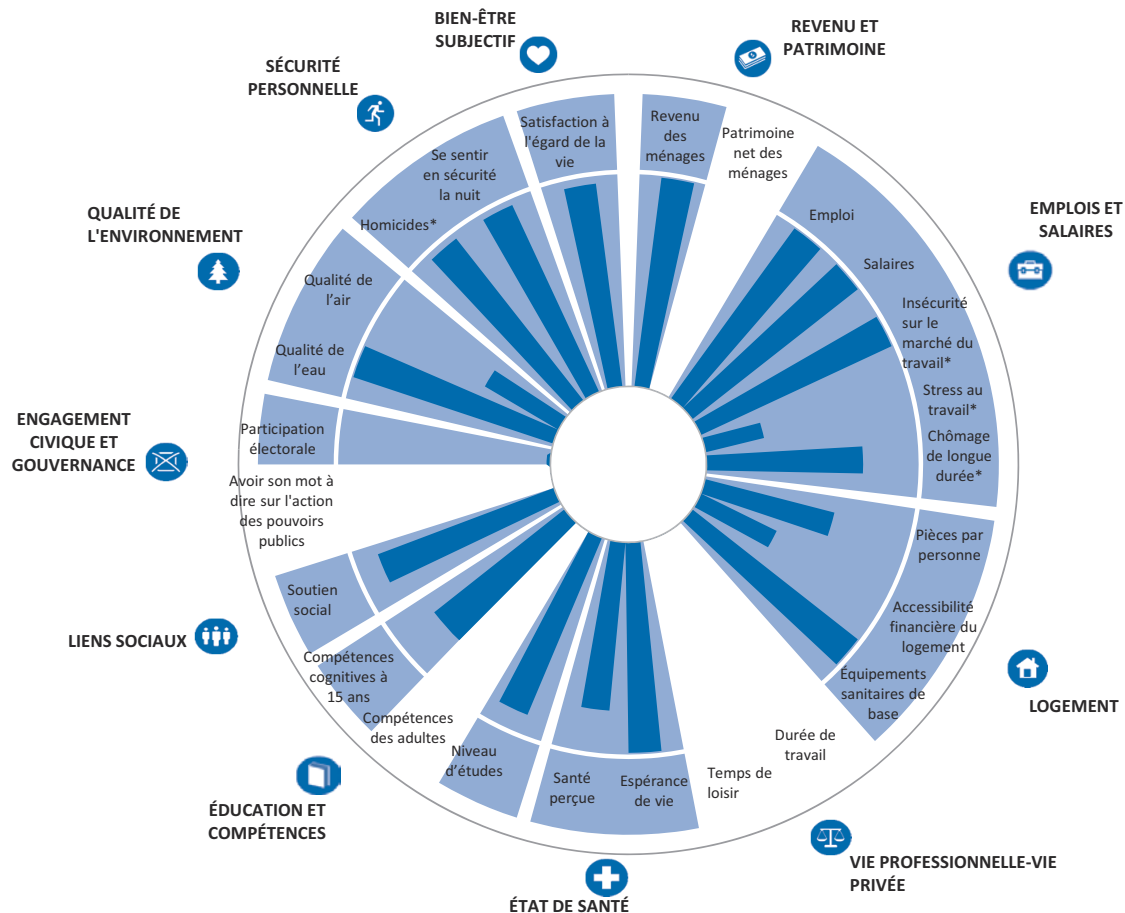 BIEN-ÊTRE
SUBJECTIF
REVENU ET
PATRIMOINE
SÉCURITÉ
PERSONNELLE
QUALITÉ DE
L'ENVIRONNEMENT
EMPLOIS ET
SALAIRES
ENGAGEMENT
CIVIQUE ET
GOUVERNANCE
LIENS SOCIAUX
LOGEMENT
ÉDUCATION ET
COMPÉTENCES
VIE PROFESSIONNELLE-VIE
PRIVÉE
ÉTAT DE SANTÉ
Satisfaction à
l'égard de la
vie
Revenu
des
ménages
Patrimoine
net des
ménages
Emploi
Salaires
Insécurité
sur le
marché du
travail*
Stress au
travail*
Chômage
de longue
durée*
Pièces par
personne
Accessibilité
financière du
logement
Équipements
sanitaires de
base
Durée de
travail
Temps de
loisir
Espérance
de vie
Santé
perçue
Niveau
d’études
Compétences
des adultes
Compétences
cognitives à
15 ans
Soutien
social
Avoir son mot à
dire sur l'action
des pouvoirs
publics
Participation
électorale
Qualité de
l’eau
Qualité de
l’air
Homicides*
Se sentir
en sécurité
la nuit